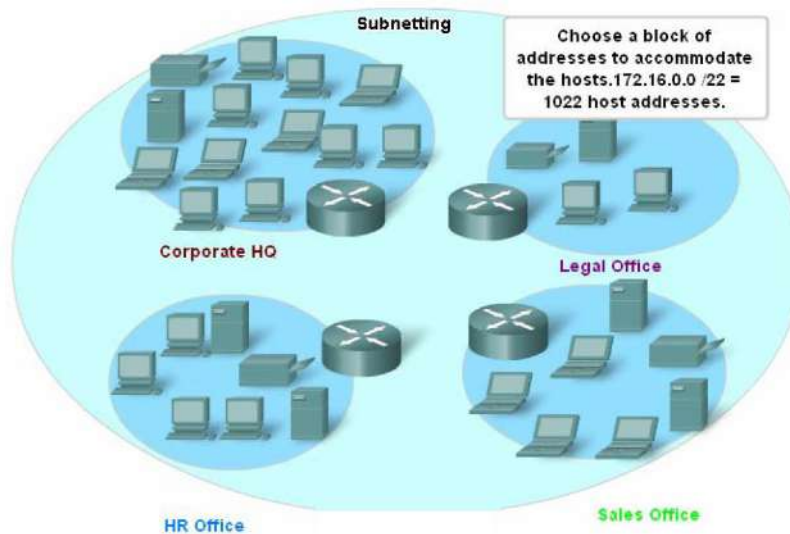 Subnetting
Choose a block of
addresses to accommodate
the hosts.172.16.0.0 /22 =
1022 host addresses.
Corporate HQ
Legal Office
HR Office
Sales Office